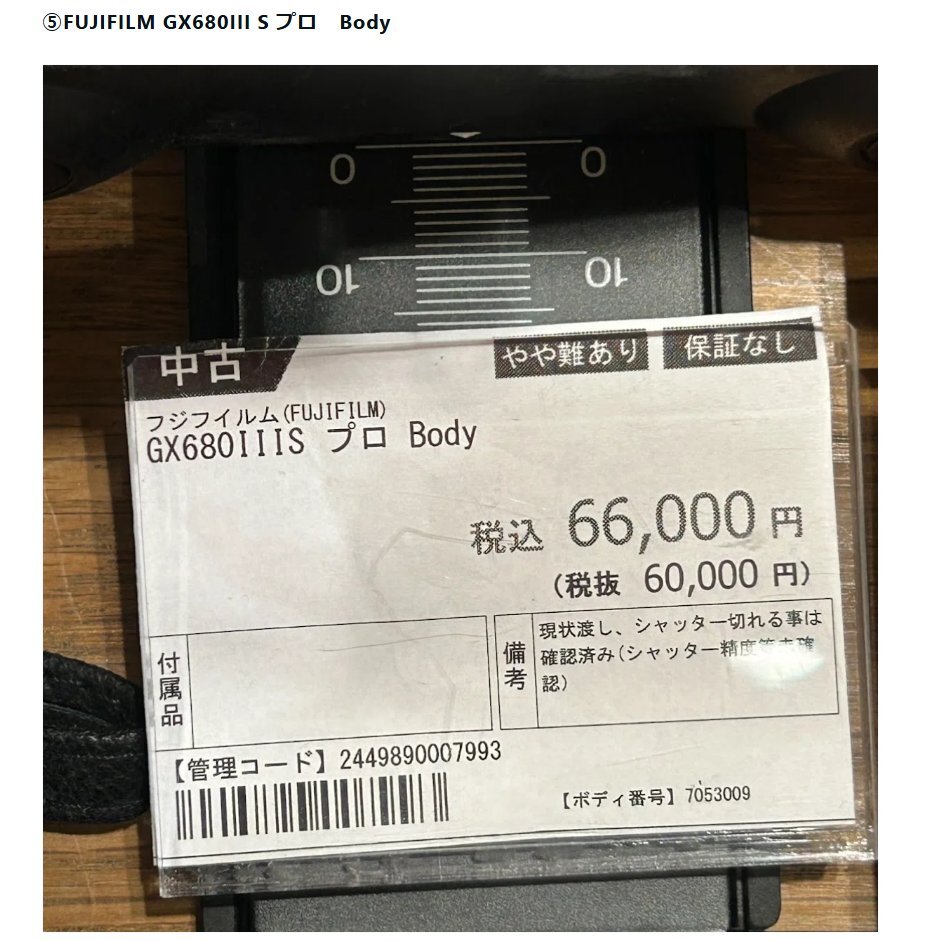 ⑤FUJIFILM GX680III S プロ　Body
0 0
10 10
中古
やや難あり
保証なし
フジフイルム(FUJIFILM)
GX680IIIS プロ Body
税込 66,000 円
(税抜 60,000 円)
付属品
備考
現状渡し、シャッター切れる事は
確認済み(シャッター精度等未確
認)
【管理コード】2449890007993
【ボディ番号】7053009